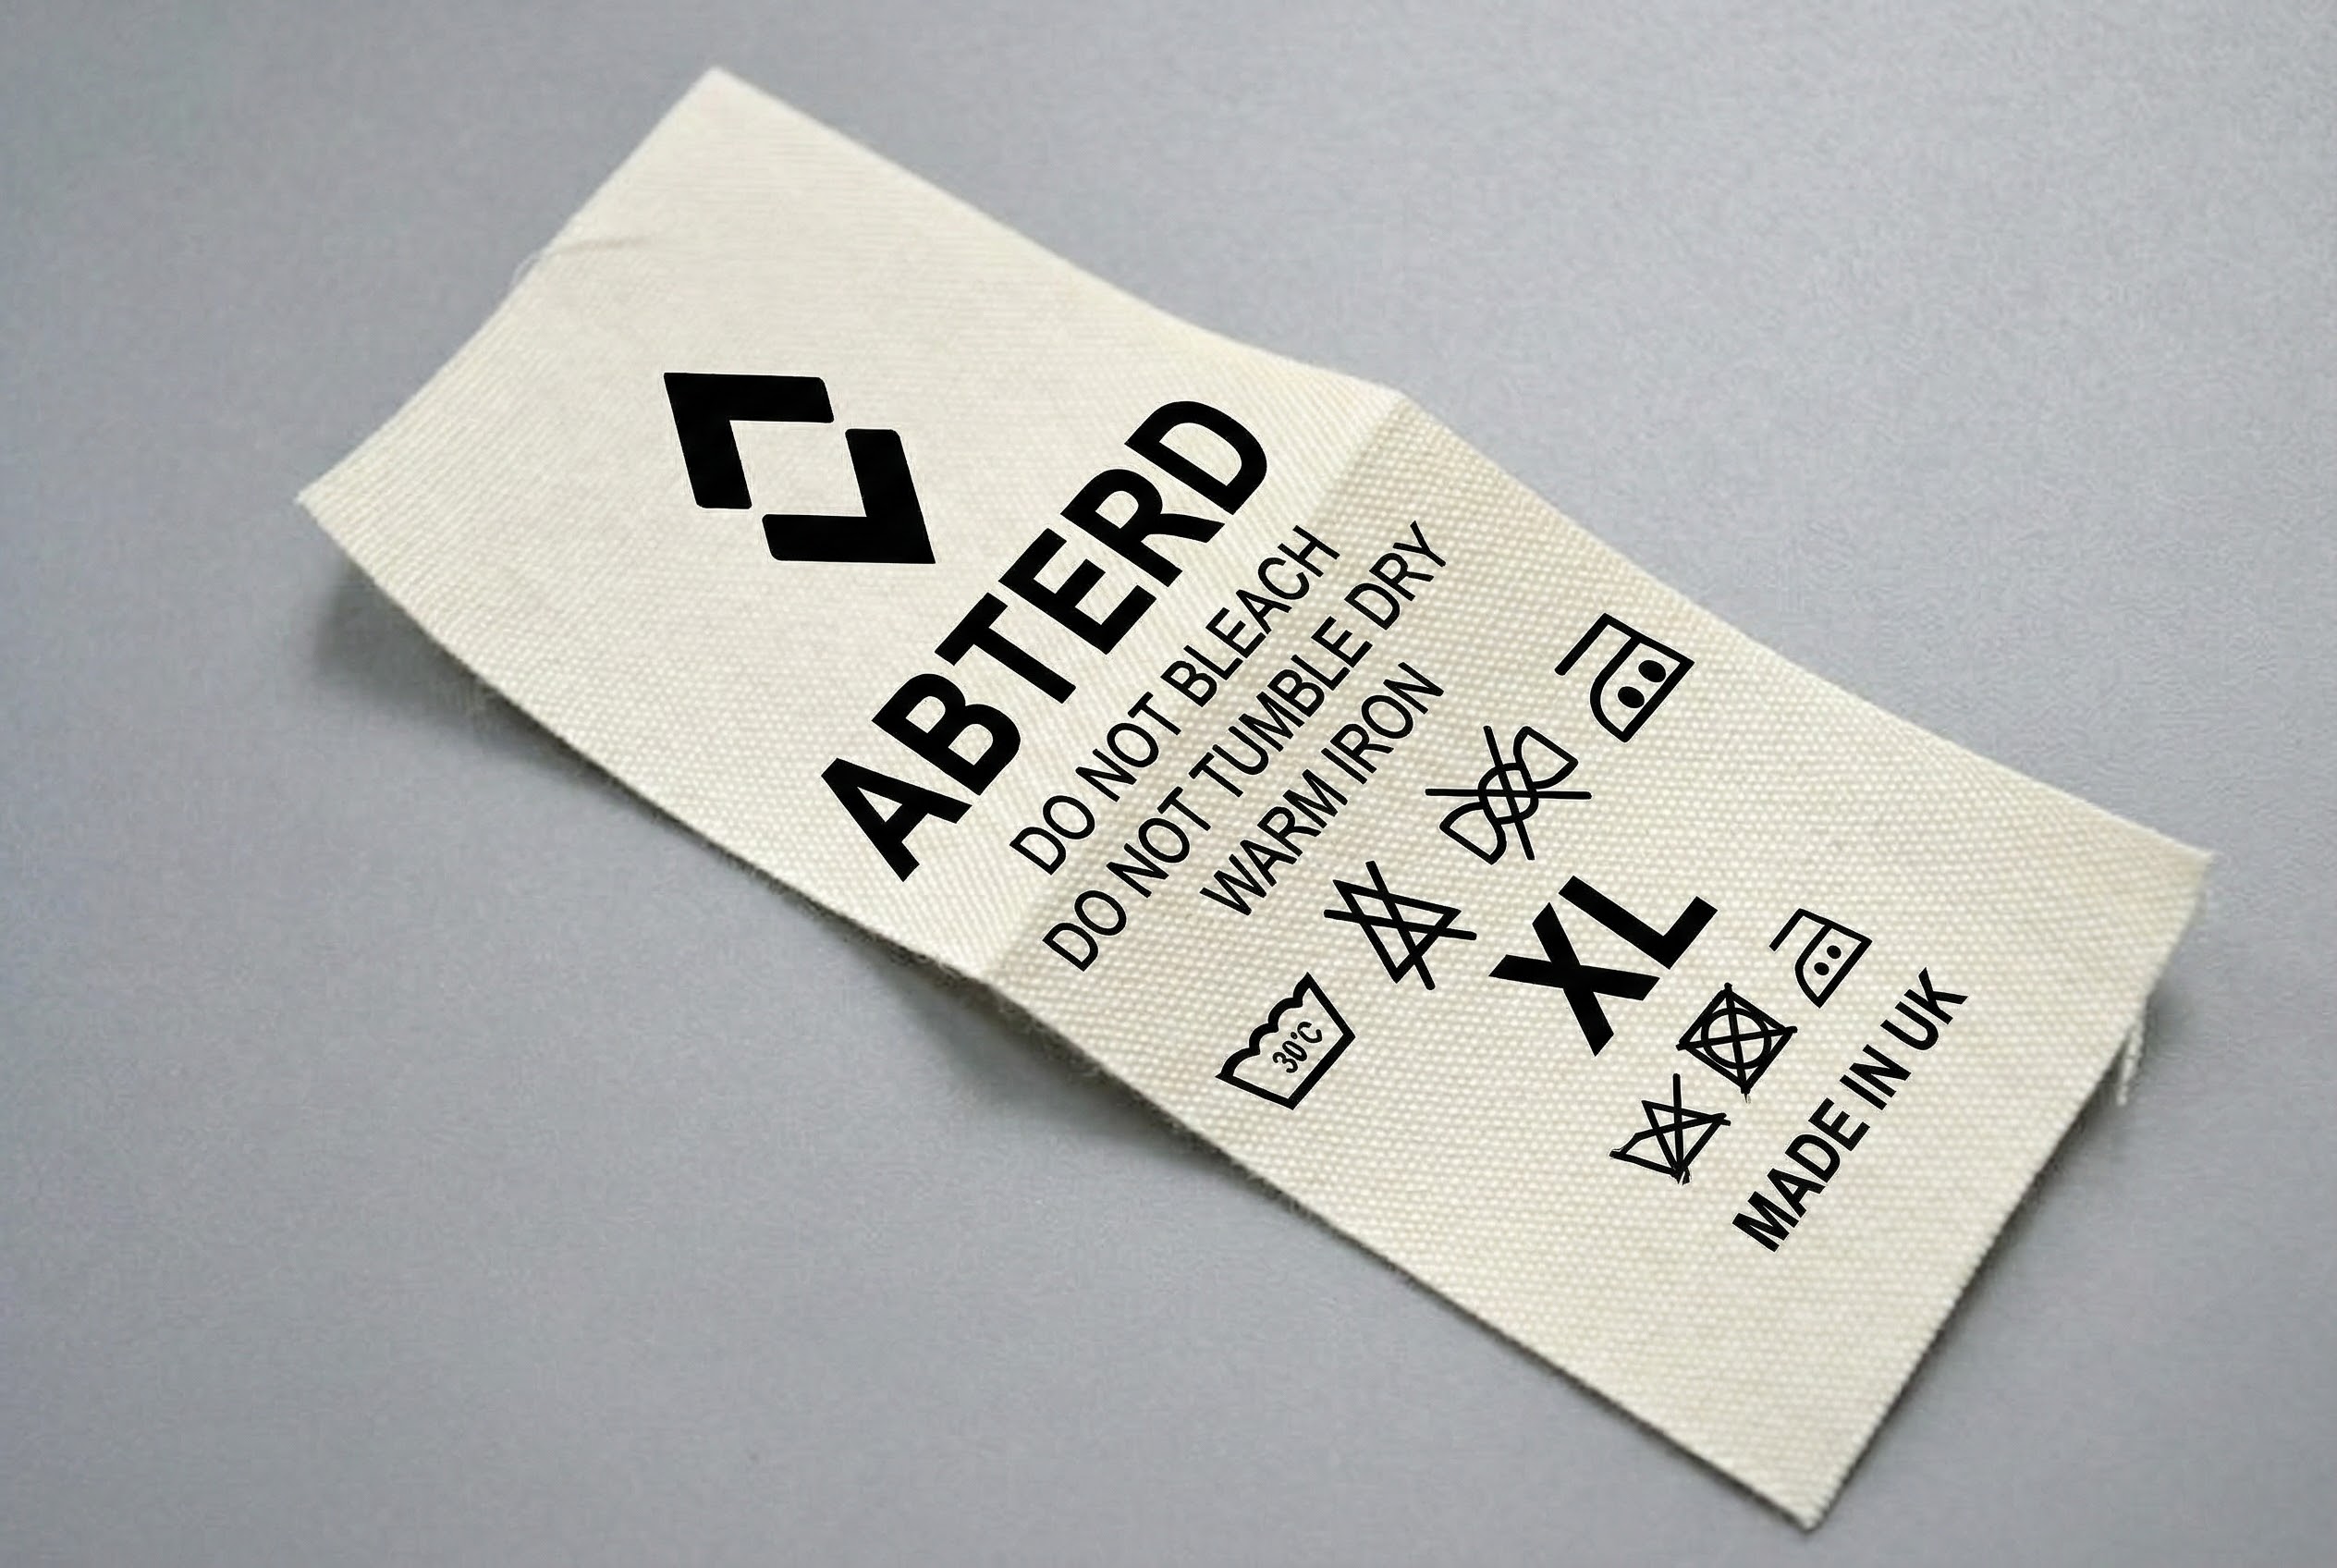 ABTERD
DO NOT BLEACH
DO NOT TUMBLE DRY
WARM IRON
30°C
XL
MADE IN UK